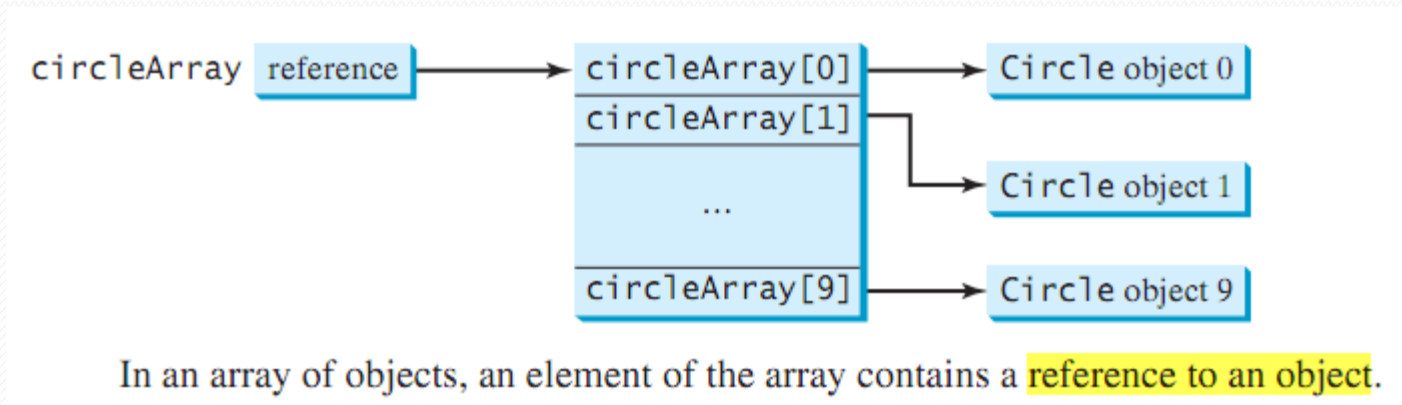 circleArray reference circleArray[0] Circle object 0
circleArray[1]
Circle object 1
...
circleArray[9] Circle object 9
In an array of objects, an element of the array contains a reference to an object.